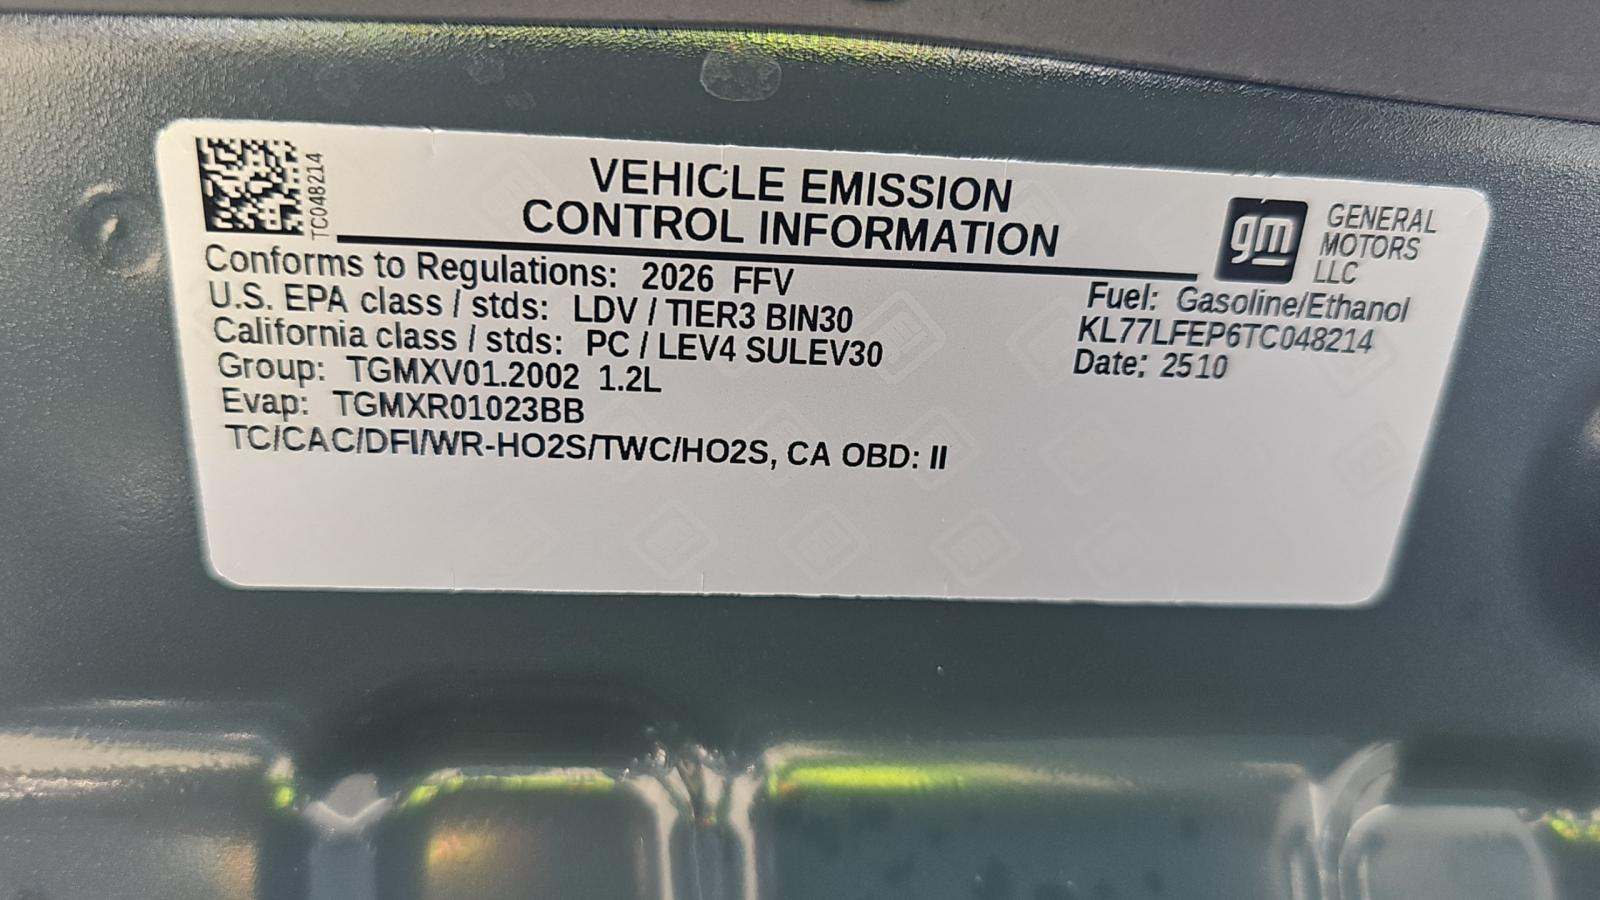 TC048214
VEHICLE EMISSION
CONTROL INFORMATION
gm
GENERAL
MOTORS
LLC
Conforms to Regulations: 2026 FFV
U.S. EPA class / stds: LDV / TIER3 BIN30
California class / stds: PC / LEV4 SULEV30
Group: TGMXV01.2002 1.2L
Evap: TGMXR01023BB
TC/CAC/DFI/WR-HO2S/TWC/HO2S, CA OBD: II
Fuel: Gasoline/Ethanol
KL77LFEP6TC048214
Date: 2510